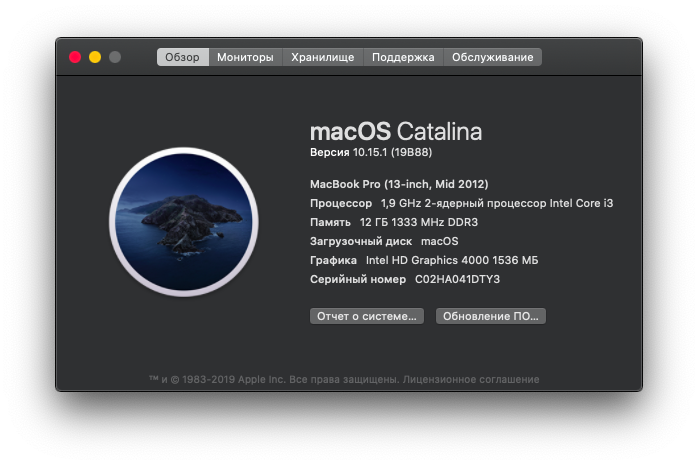 Обзор Мониторы Хранилище Поддержка Обслуживание
macOS Catalina
Версия 10.15.1 (19B88)
MacBook Pro (13-inch, Mid 2012)
Процессор 1,9 GHz 2-ядерный процессор Intel Core i3
Память 12 ГБ 1333 MHz DDR3
Загрузочный диск macOS
Графика Intel HD Graphics 4000 1536 МБ
Серийный номер C02HA041DTY3
Отчет о системе... Обновление ПО...
™ и © 1983-2019 Apple Inc. Все права защищены. Лицензионное соглашение